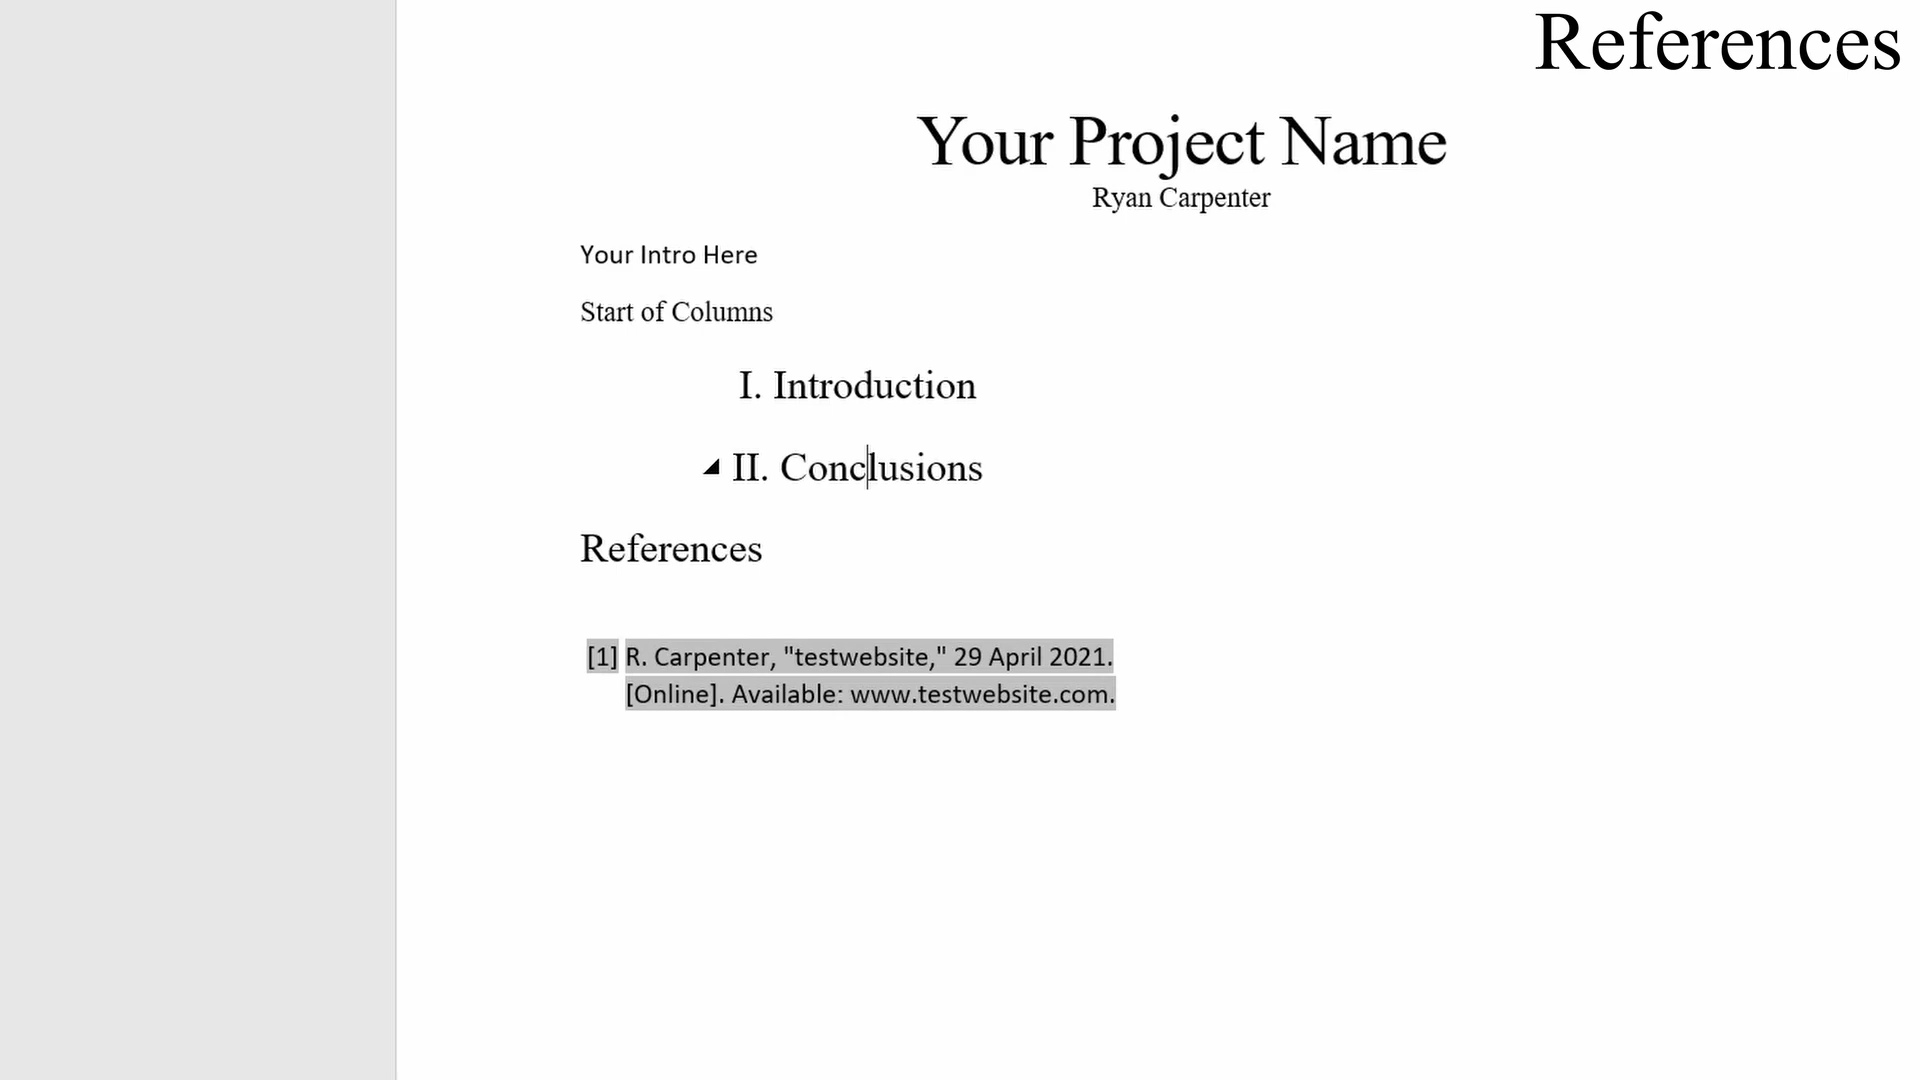 References
Your Project Name
Ryan Carpenter
Your Intro Here
Start of Columns
I. Introduction
II. Conclusions
References
[1] R. Carpenter, "testwebsite," 29 April 2021.
[Online]. Available: www.testwebsite.com.